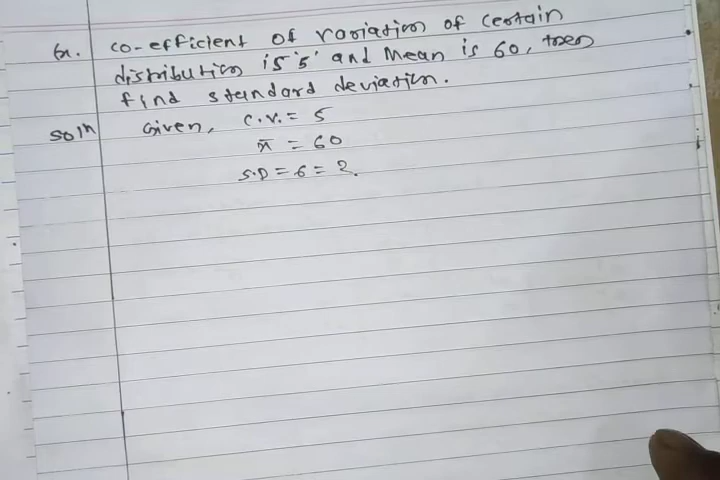 Ex. co-efficient of variation of certain
distribution is '5' and Mean is 60, then
find standard deviation.
soln Given, C.V. = 5
x̄ = 60
S.D = σ = ?